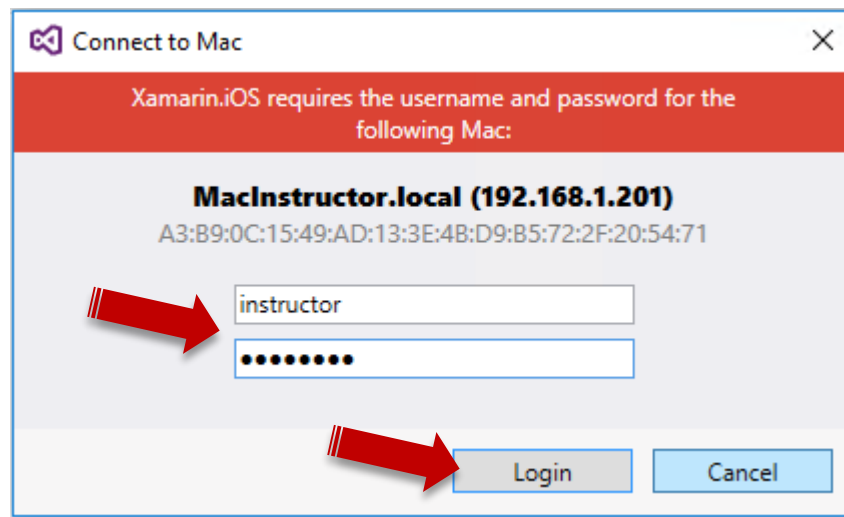 Connect to Mac
Xamarin.iOS requires the username and password for the
following Mac:
MacInstructor.local (192.168.1.201)
A3:B9:0C:15:49:AD:13:3E:4B:D9:B5:72:2F:20:54:71
instructor
••••••••
Login Cancel